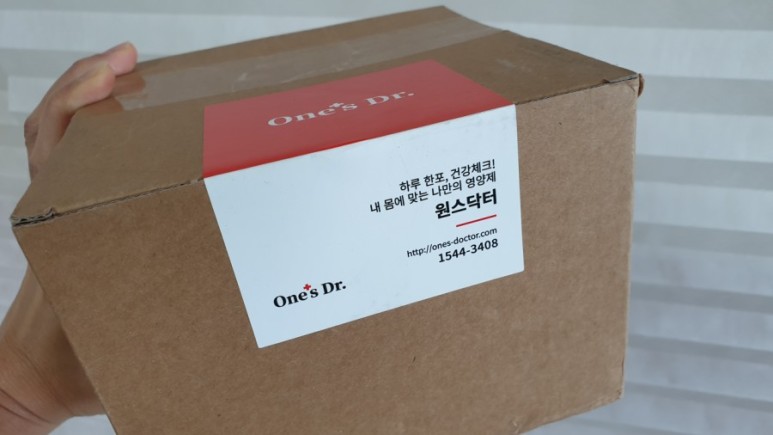 One's Dr.
하루 한포, 건강체크!
내 몸에 맞는 나만의 영양제
원스닥터
http://ones-doctor.com
1544-3408
One's Dr.